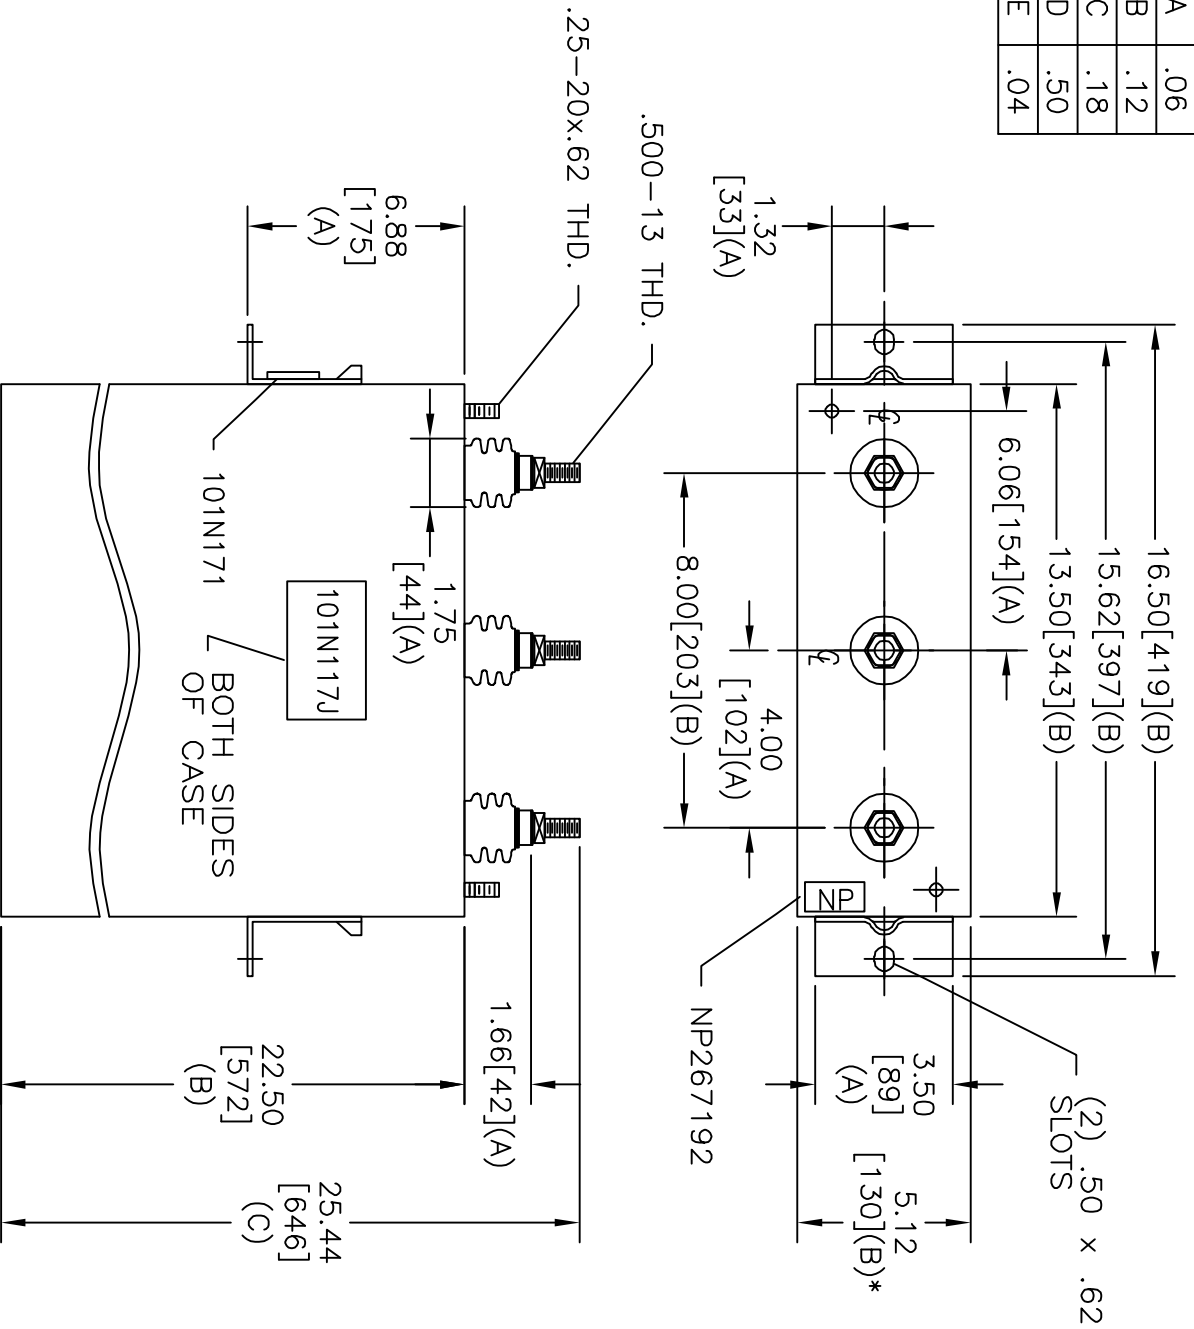 A .06
B .12
C .18
D .50
E .04
16.50[419](B)
15.62[397](B)
13.50[343](B)
6.06[154](A)
1.32
[33](A)
8.00[203](B)
4.00
[102](A)
(2) .50 x .62
SLOTS
3.50
[89]
(A)
5.12
[130](B)*
NP
NP267192
CL
CL
.500-13 THD.
.25-20x.62 THD.
6.88
[175]
(A)
1.75
[44](A)
101N171
101N117J
BOTH SIDES
OF CASE
1.66[42](A)
22.50
[572]
(B)
25.44
[646]
(C)